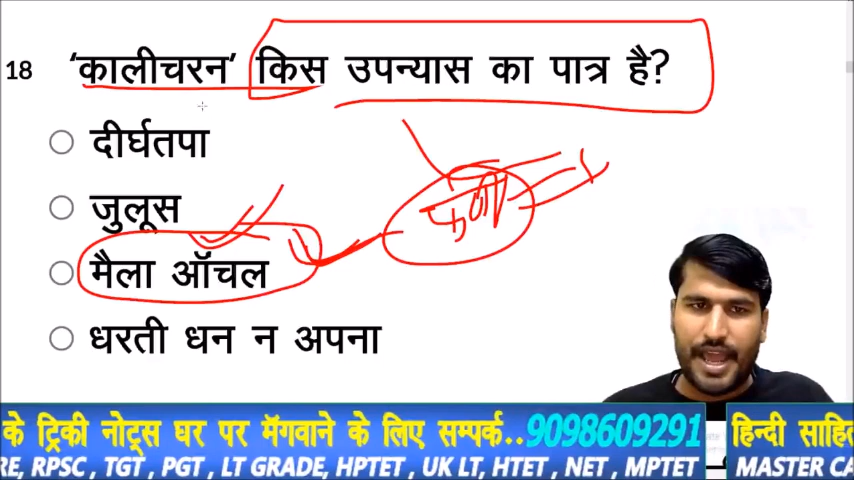 18 'कालीचरन' किस उपन्यास का पात्र है?
दीर्घतपा
जुलूस
मैला ऑचल
धरती धन न अपना
के ट्रिकी नोट्स घर पर मँगवाने के लिए सम्पर्क..9098609291 हिन्दी साहि
RE, RPSC , TGT , PGT , LT GRADE, HPTET , UK LT, HTET , NET , MPTET MASTER CA